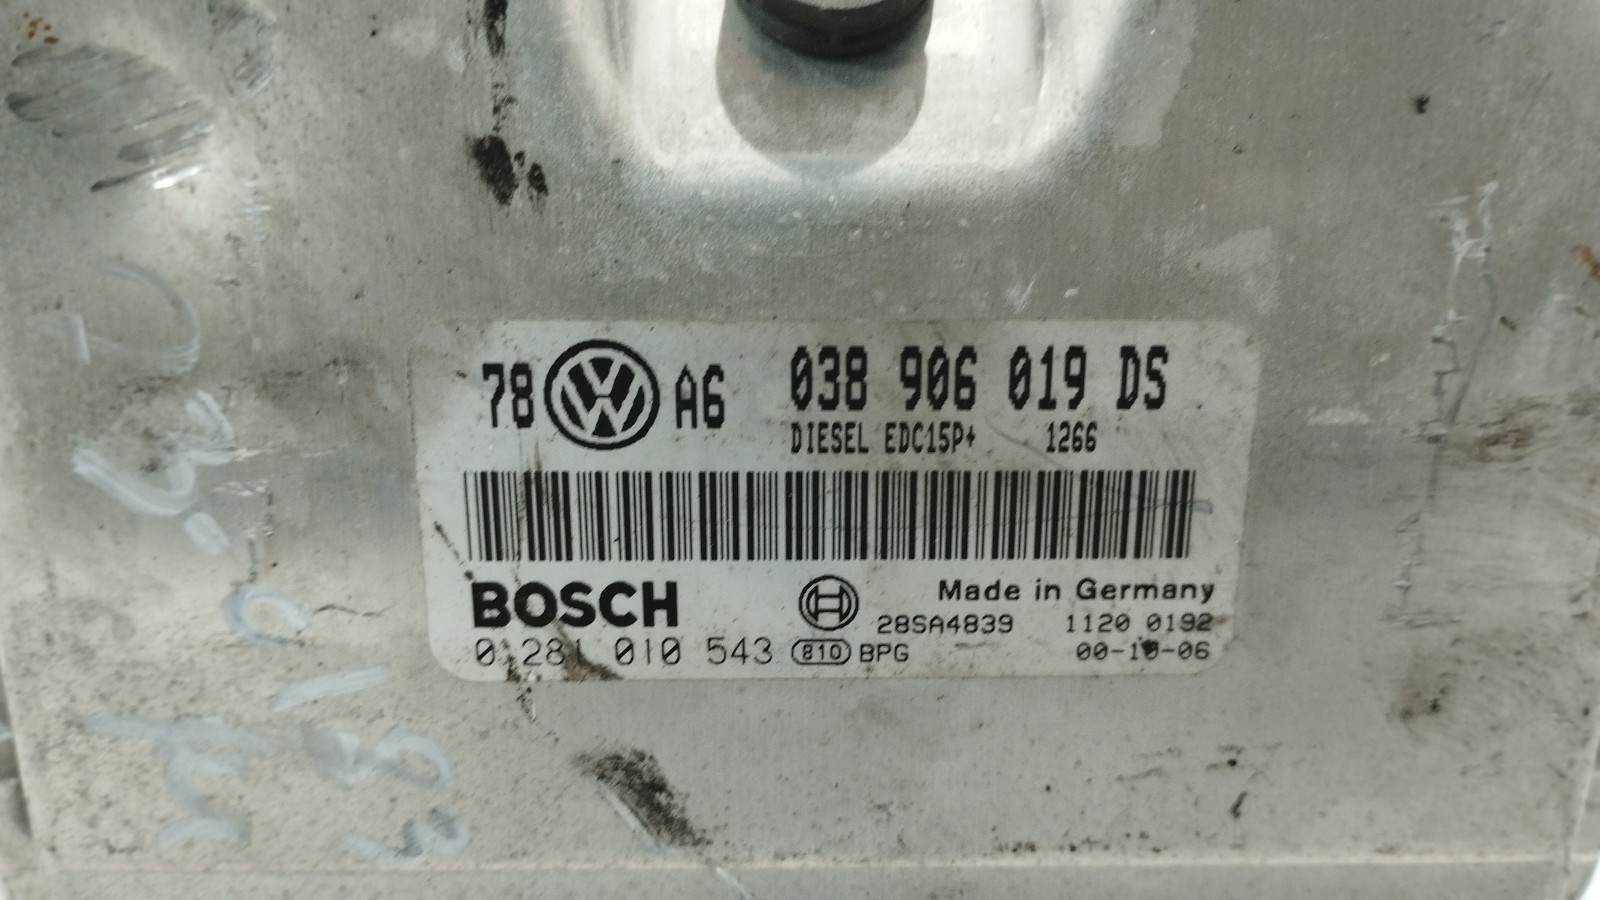 78 VW A6 038 906 019 DS
DIESEL EDC15P+ 1266
BOSCH
Made in Germany
28SA4839 1120 0192
0 281 010 543 810 BPG 00-10-06